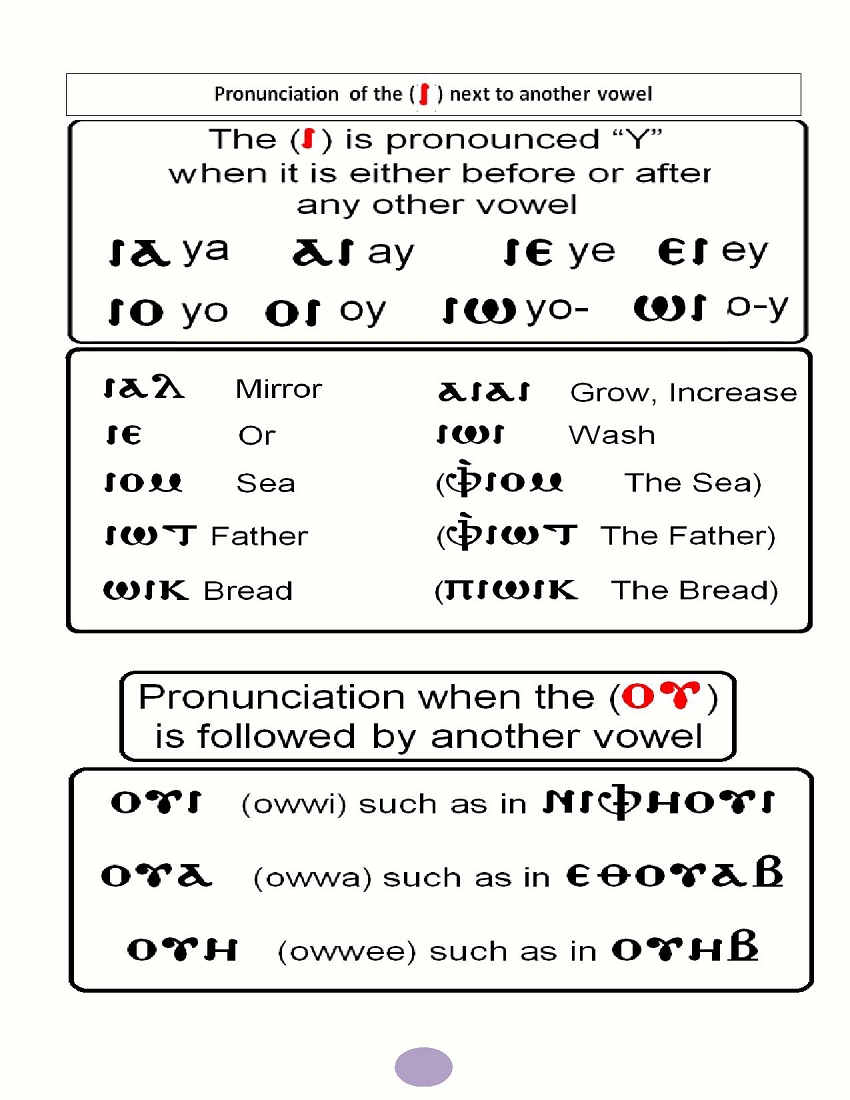 Pronunciation of the (ⲓ) next to another vowel
The (ⲓ) is pronounced “Y”
when it is either before or after
any other vowel
ⲓⲁ ya ⲁⲓ ay ⲓⲉ ye ⲉⲓ ey
ⲓⲟ yo ⲟⲓ oy ⲓⲱ yo- ⲱⲓ o-y
ⲓⲁⲗ Mirror ⲁⲓⲁⲓ Grow, Increase
ⲓⲉ Or ⲓⲱⲓ Wash
ⲓⲟⲙ Sea (ⲫ̀ⲓⲟⲙ The Sea)
ⲓⲱⲧ Father (ⲫ̀ⲓⲱⲧ The Father)
ⲱⲓⲕ Bread (ⲡⲓⲱⲓⲕ The Bread)
Pronunciation when the (ⲟⲩ)
is followed by another vowel
ⲟⲩⲓ (owwi) such as in ⲛⲓⲫⲏⲟⲩⲓ
ⲟⲩⲁ (owwa) such as in ⲉⲑⲟⲩⲁⲃ
ⲟⲩⲏ (owwee) such as in ⲟⲩⲏⲃ